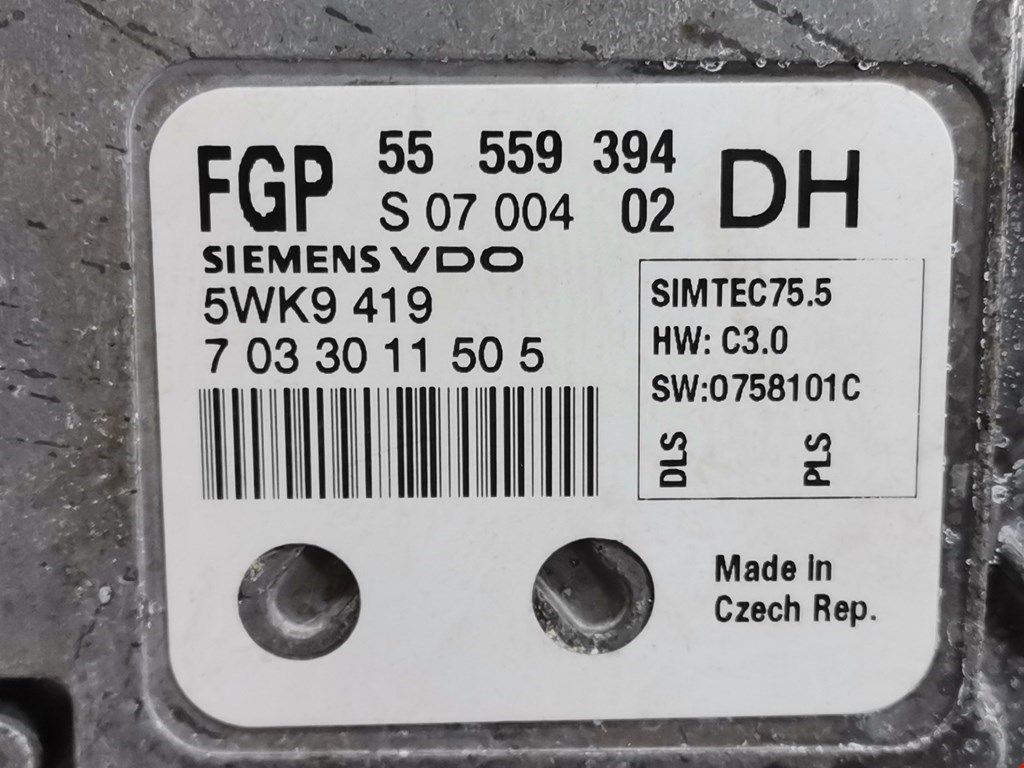 FGP 55 559 394 DH
S 07 004 02
SIEMENS VDO
5WK9 419
7 03 30 11 50 5
SIMTEC75.5
HW: C3.0
SW:0758101C
DLS PLS
Made in
Czech Rep.